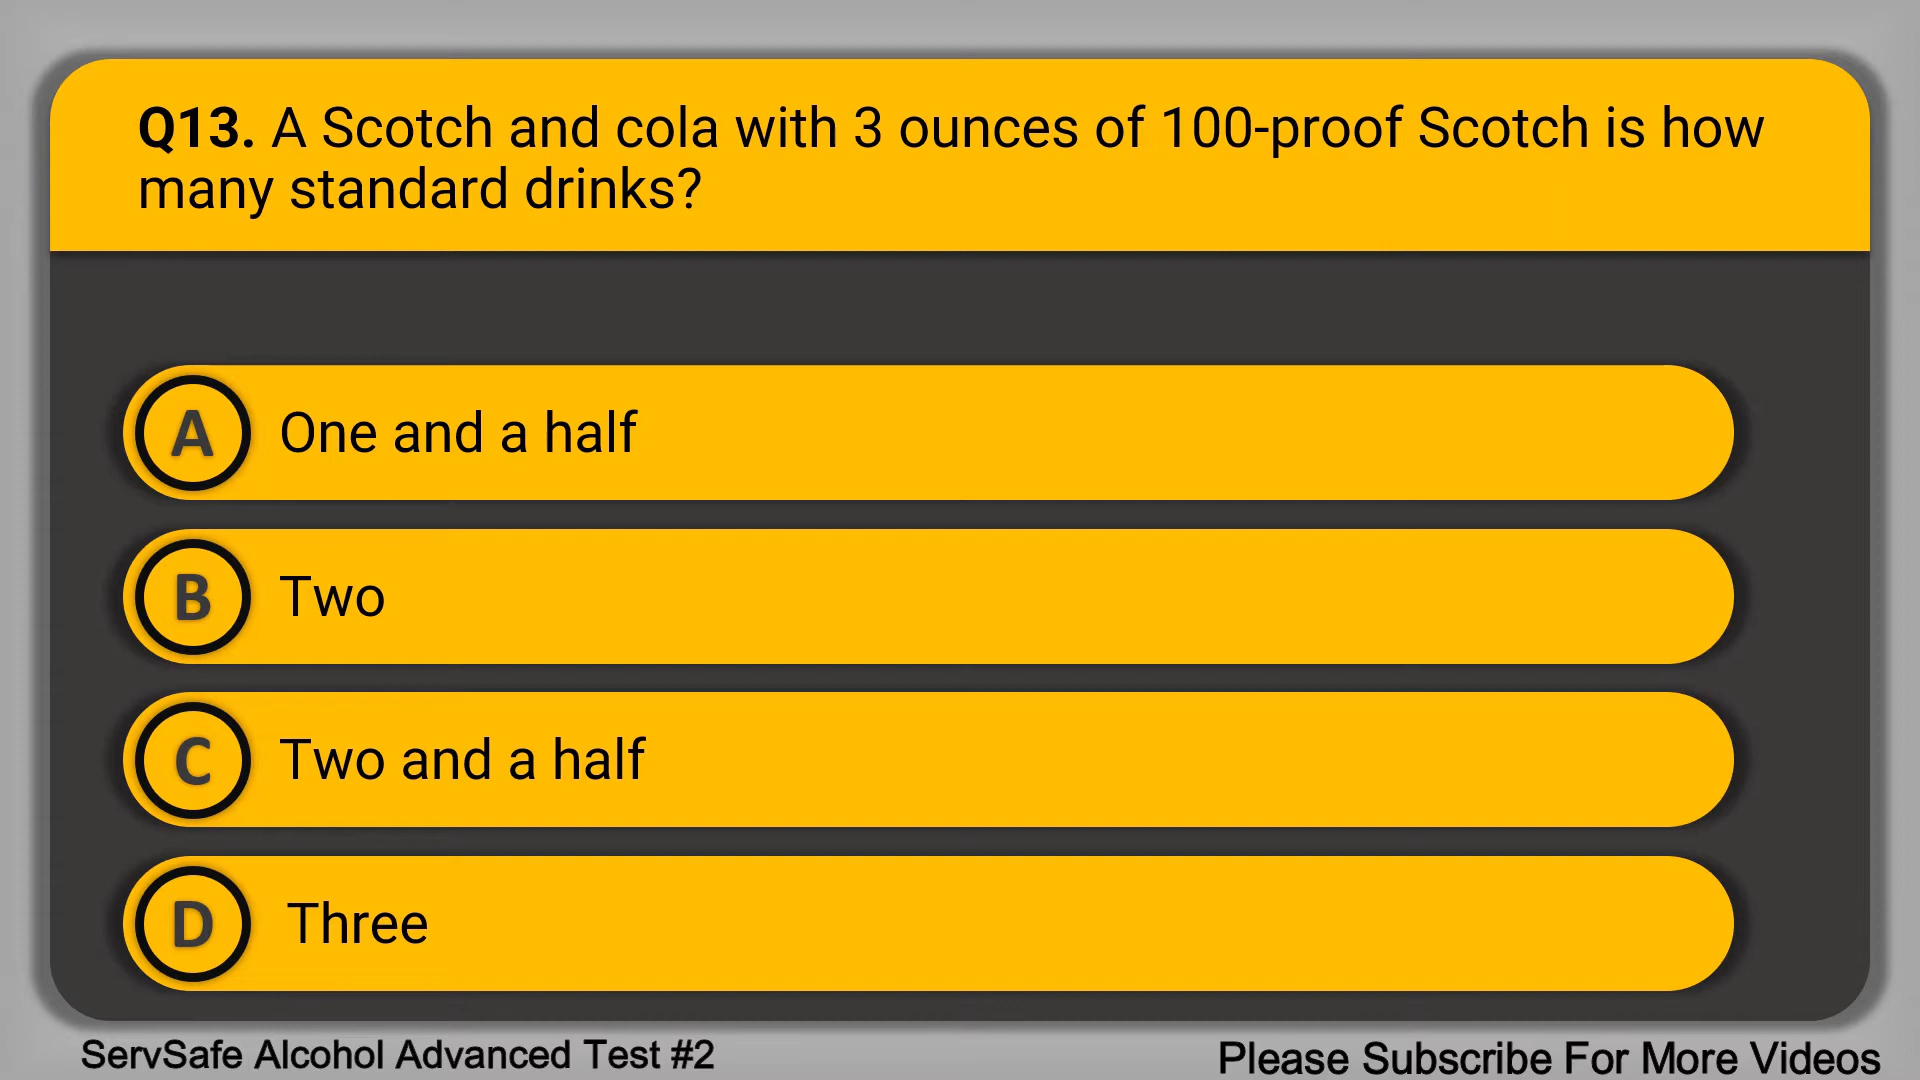 Q13. A Scotch and cola with 3 ounces of 100-proof Scotch is how
many standard drinks?
A One and a half
B Two
C Two and a half
D Three
ServSafe Alcohol Advanced Test #2
Please Subscribe For More Videos